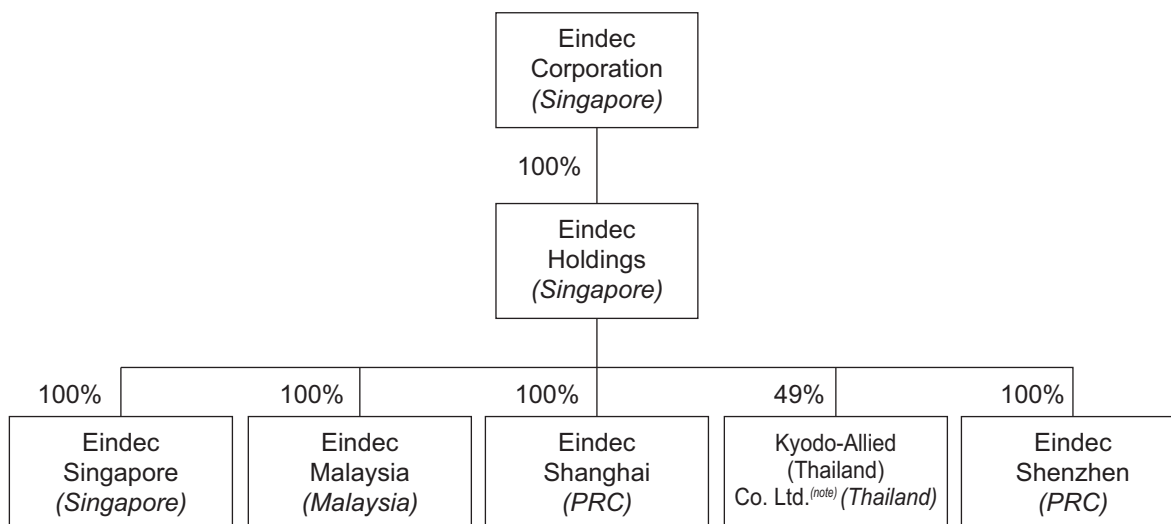 Eindec
Corporation
(Singapore)
100%
Eindec
Holdings
(Singapore)
100%
100%
100%
49%
100%
Eindec
Singapore
(Singapore)
Eindec
Malaysia
(Malaysia)
Eindec
Shanghai
(PRC)
Kyodo-Allied
(Thailand)
Co. Ltd.(note) (Thailand)
Eindec
Shenzhen
(PRC)